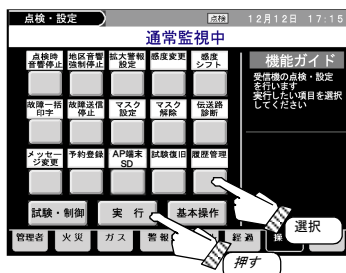 点検・設定
点検
12月12日 17:15
通常監視中
点検時
音響停止
地区音響
強制停止
拡大警報
設定
感度変更
感度
シフト
故障一括
印字
故障送信
停止
マスク
設定
マスク
解除
伝送路
診断
メッセー
ジ変更
予約登録
AP端末
SD
試験復旧
履歴管理
機能ガイド
受信機の点検・設定
を行います
実行したい項目を選択
してください
試験・制御
実 行
基本操作
選択
管理者
火 災
ガ ス
警 報
経 過
操
押す